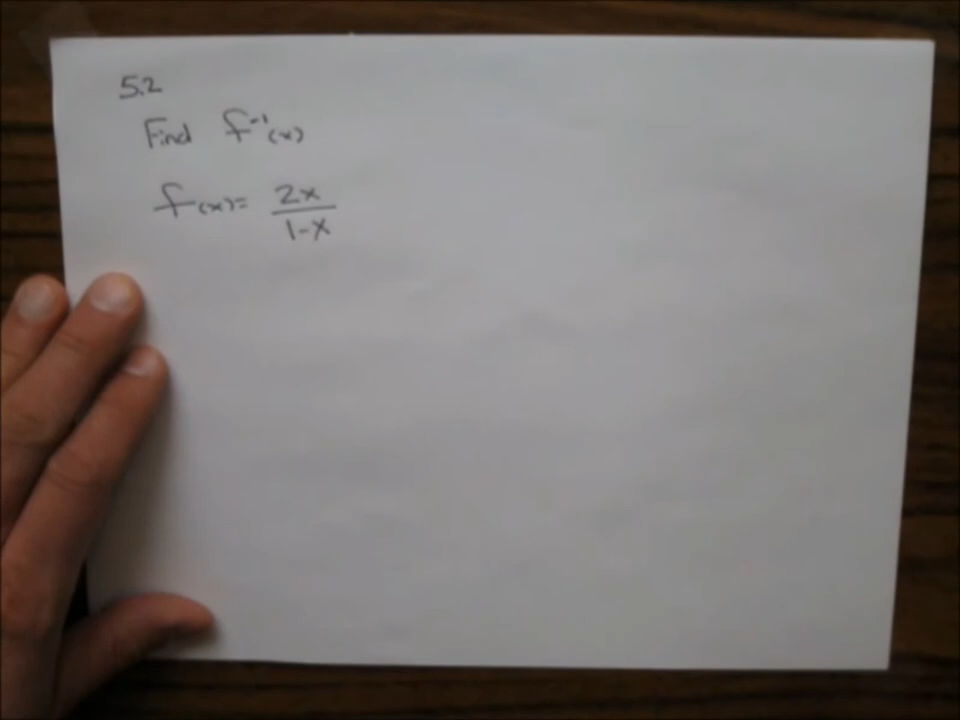 5.2
Find f⁻¹(x)
f(x) = 2x / 1-x